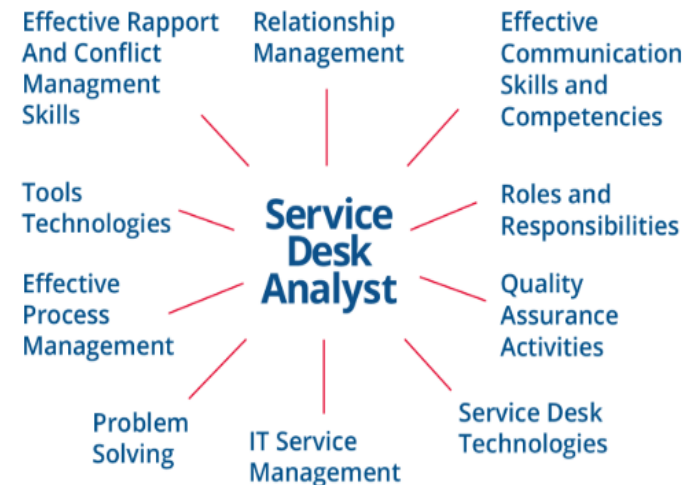 Effective Rapport
And Conflict
Managment
Skills
Relationship
Management
Effective
Communication
Skills and
Competencies
Tools
Technologies
Service
Desk
Analyst
Roles and
Responsibilities
Effective
Process
Management
Quality
Assurance
Activities
Problem
Solving
IT Service
Management
Service Desk
Technologies